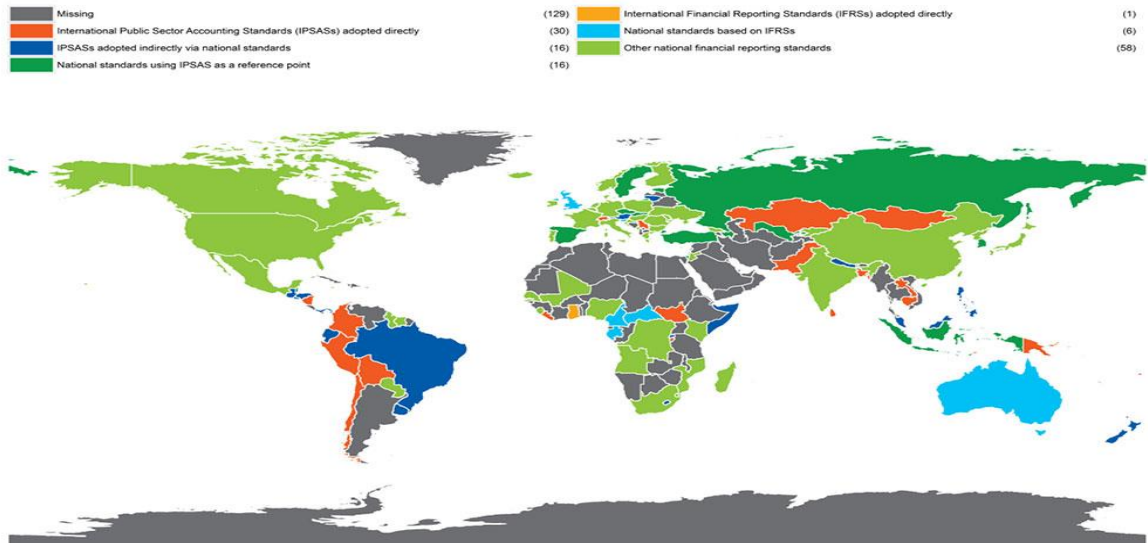 Missing (129)
International Public Sector Accounting Standards (IPSASs) adopted directly (30)
IPSASs adopted indirectly via national standards (16)
National standards using IPSAS as a reference point (16)
International Financial Reporting Standards (IFRSs) adopted directly (1)
National standards based on IFRSs (6)
Other national financial reporting standards (58)